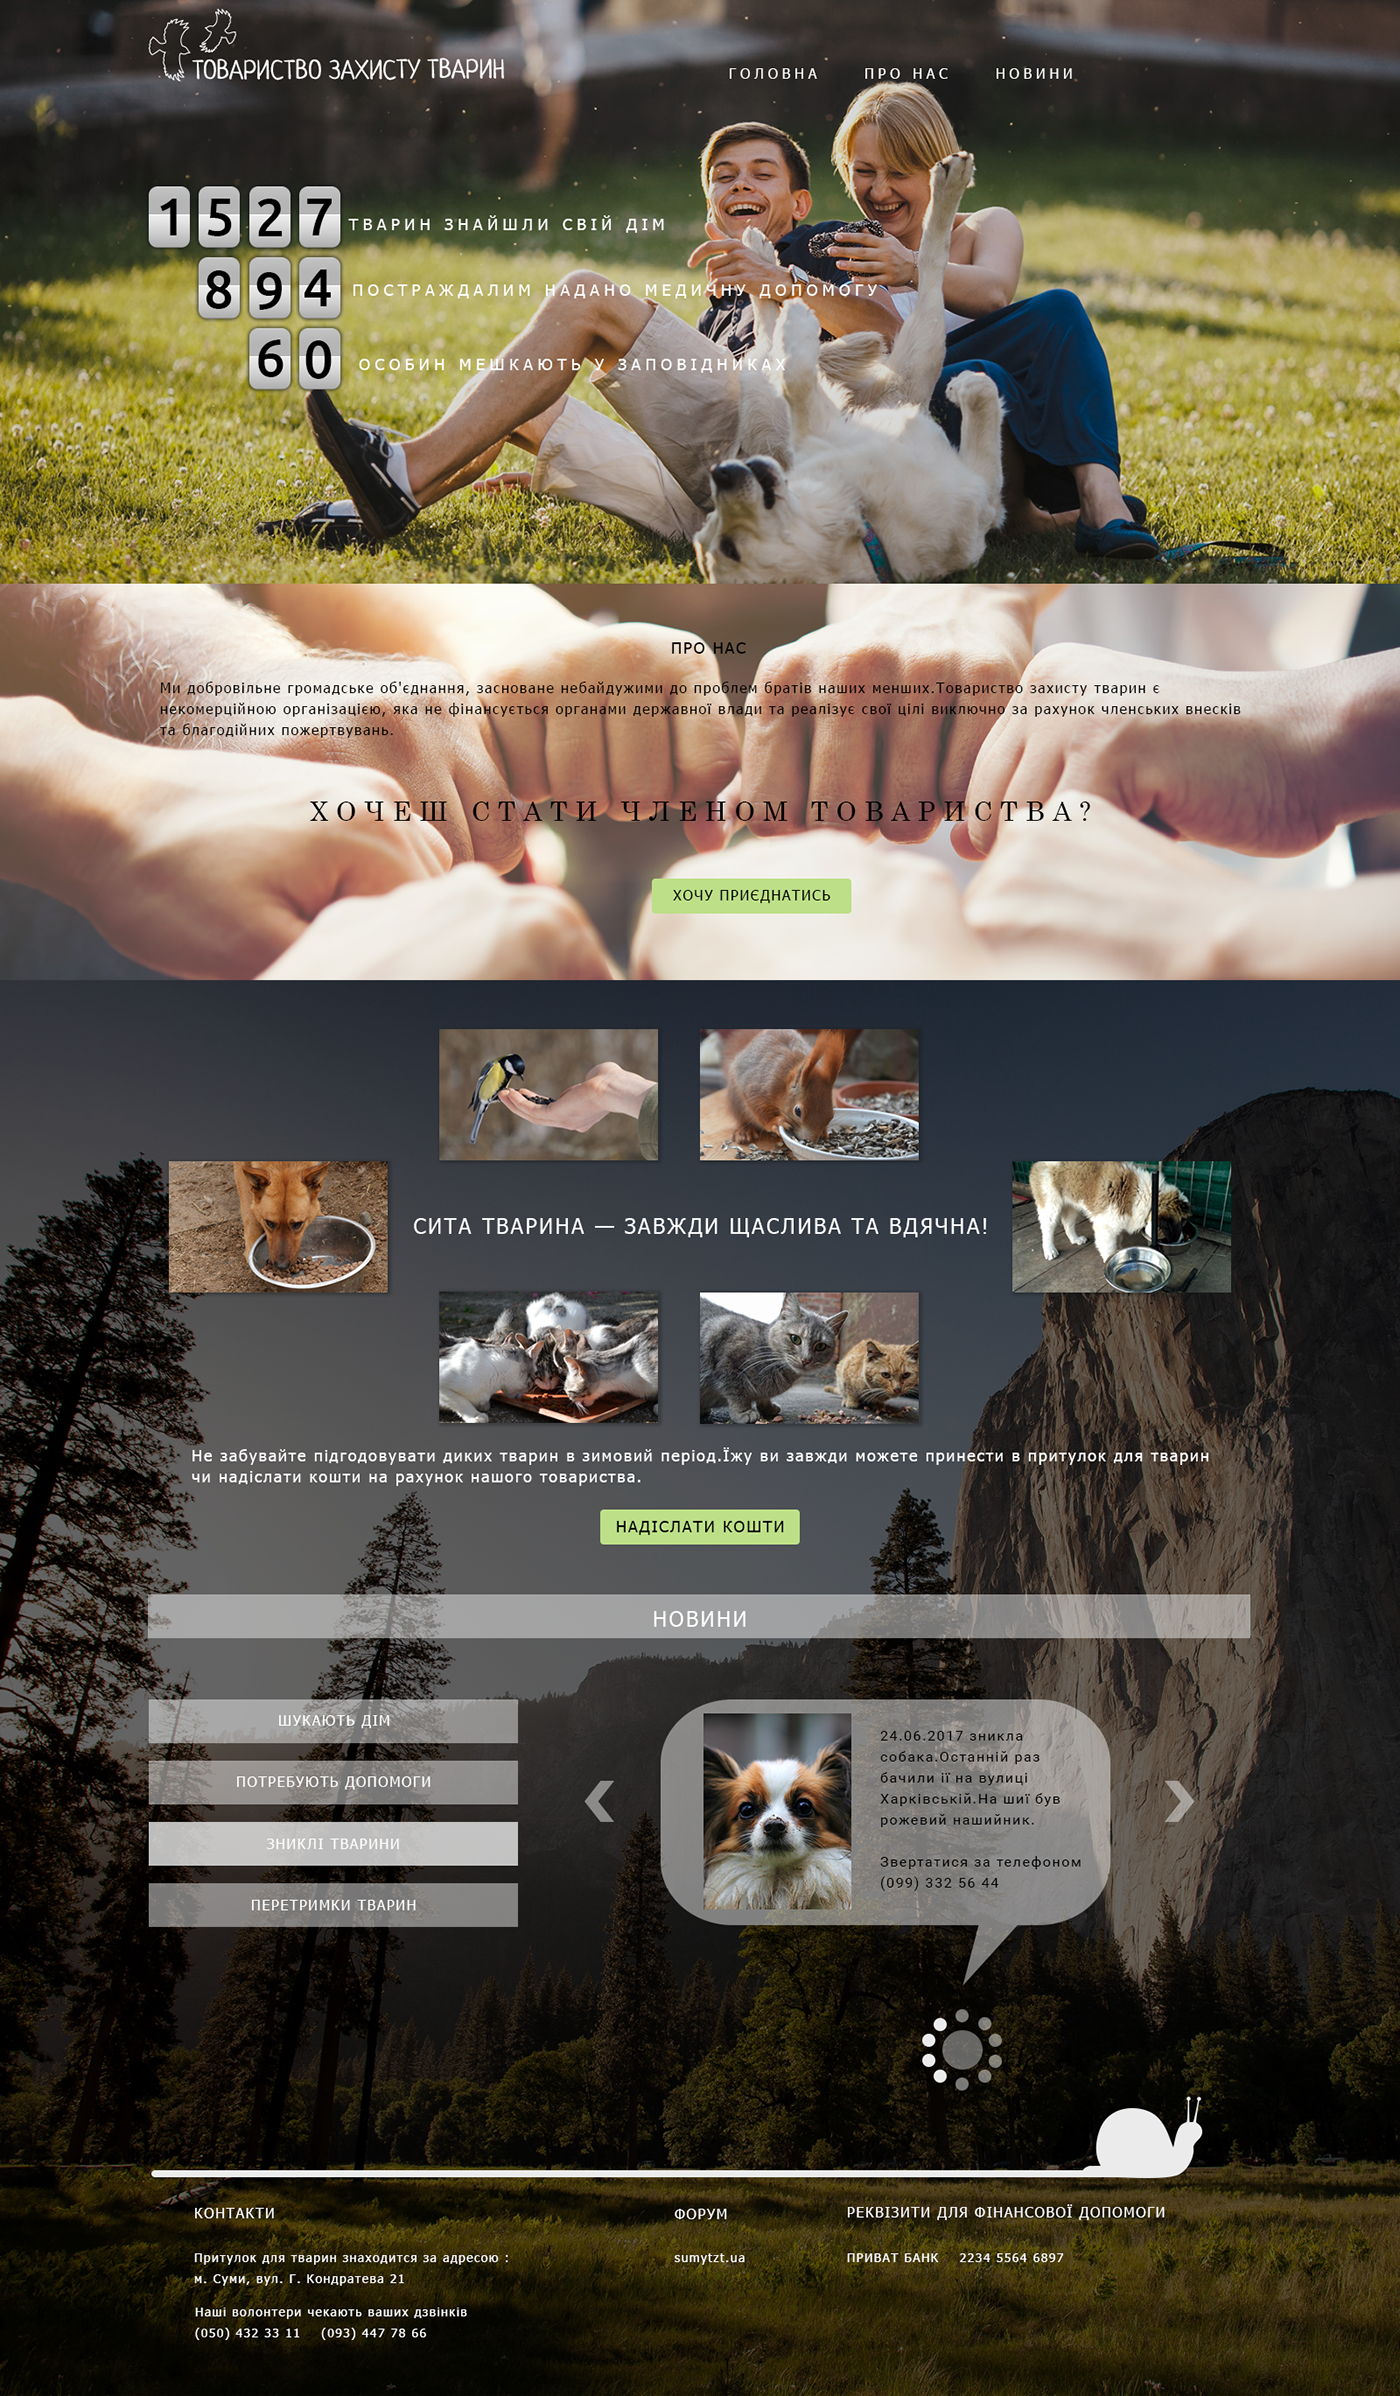 ТОВАРИСТВО ЗАХИСТУ ТВАРИН
ГОЛОВНА ПРО НАС НОВИНИ
1527 ТВАРИН ЗНАЙШЛИ СВІЙ ДІМ
894 ПОСТРАЖДАЛИМ НАДАНО МЕДИЧНУ ДОПОМОГУ
60 ОСОБИН МЕШКАЮТЬ У ЗАПОВІДНИКАХ
ПРО НАС
Ми добровільне громадське об'єднання, засноване небайдужими до проблем братів наших менших.Товариство захисту тварин є
некомерційною організацією, яка не фінансується органами державної влади та реалізує свої цілі виключно за рахунок членських внесків
та благодійних пожертвувань.
ХОЧЕШ СТАТИ ЧЛЕНОМ ТОВАРИСТВА?
ХОЧУ ПРИЄДНАТИСЬ
СИТА ТВАРИНА — ЗАВЖДИ ЩАСЛИВА ТА ВДЯЧНА!
Не забувайте підгодовувати диких тварин в зимовий період.Їжу ви завжди можете принести в притулок для тварин
чи надіслати кошти на рахунок нашого товариства.
НАДІСЛАТИ КОШТИ
НОВИНИ
ШУКАЮТЬ ДІМ
ПОТРЕБУЮТЬ ДОПОМОГИ
ЗНИКЛІ ТВАРИНИ
ПЕРЕТРИМКИ ТВАРИН
24.06.2017 зникла
собака.Останній раз
бачили ії на вулиці
Харківській.На шиї був
рожевий нашийник.
Звертатися за телефоном
(099) 332 56 44
КОНТАКТИ
Притулок для тварин знаходится за адресою :
м. Суми, вул. Г. Кондратева 21
Наші волонтери чекають ваших дзвінків
(050) 432 33 11 (093) 447 78 66
ФОРУМ
sumytzt.ua
РЕКВІЗИТИ ДЛЯ ФІНАНСОВОЇ ДОПОМОГИ
ПРИВАТ БАНК 2234 5564 6897